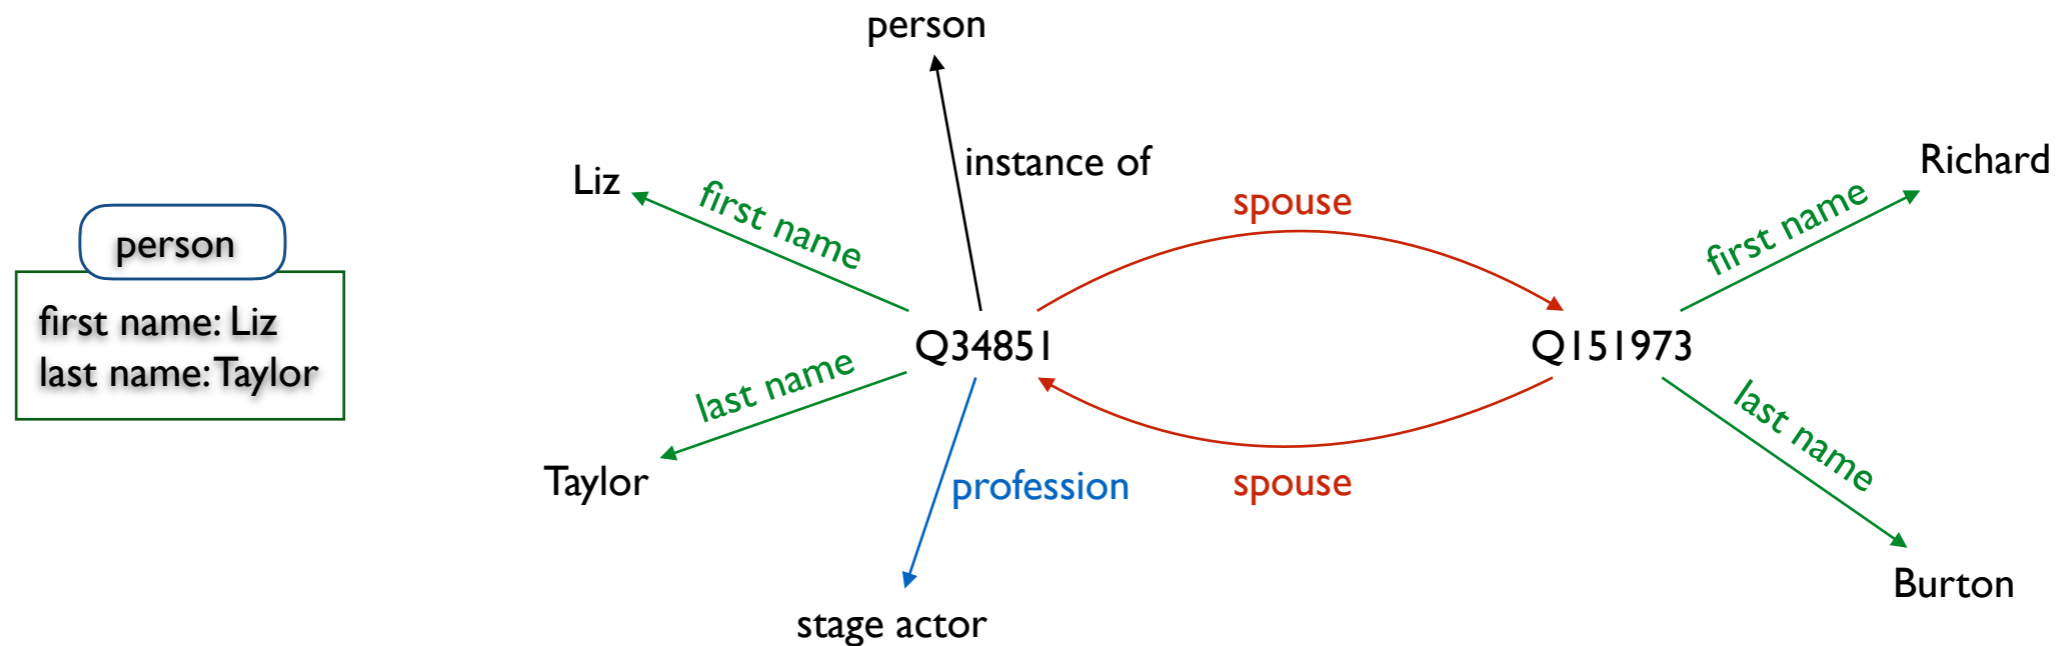 person
instance of
Liz
first name
spouse
Richard
first name
person
first name: Liz
last name: Taylor
Q34851
Q151973
last name
Taylor
profession
spouse
last name
Burton
stage actor